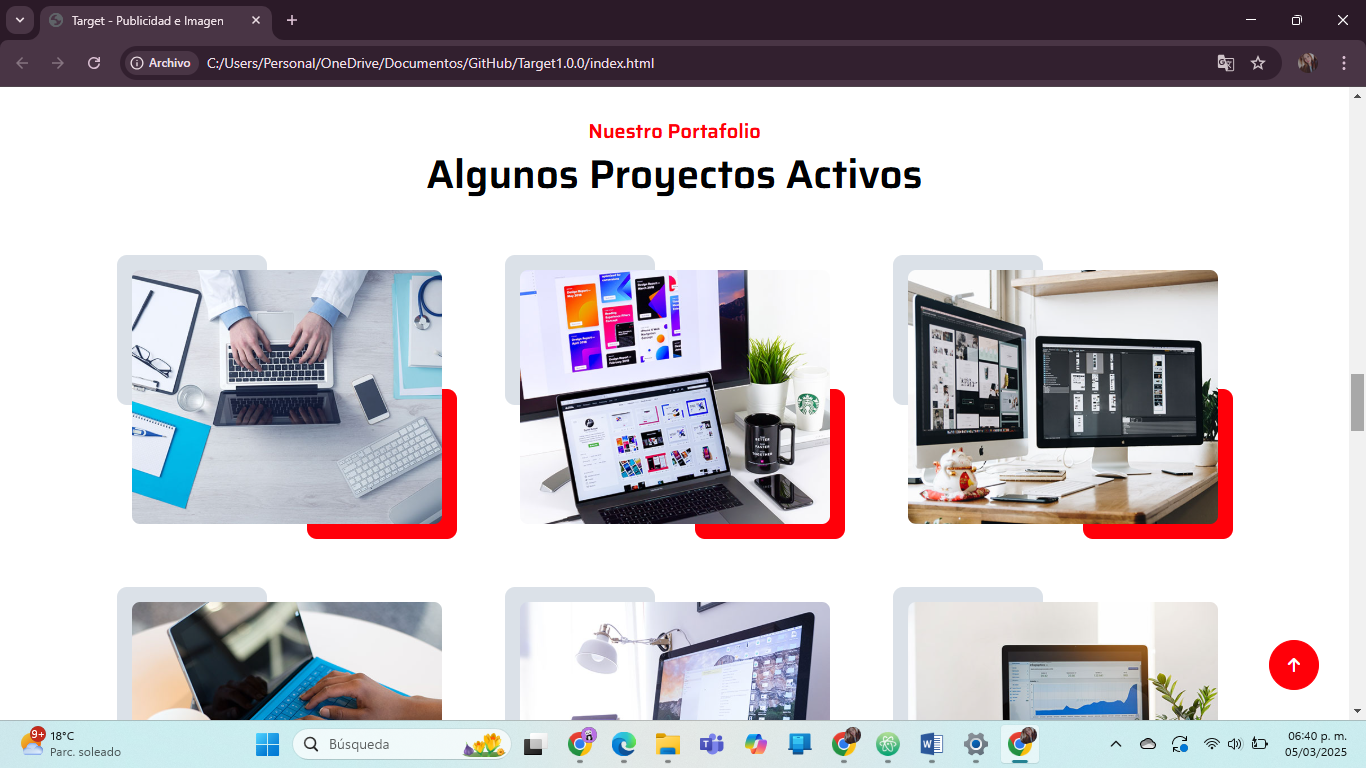 Target - Publicidad e Imagen
Archivo
C:/Users/Personal/OneDrive/Documentos/GitHub/Target1.0.0/index.html
Nuestro Portafolio
Algunos Proyectos Activos
9+
18°C
Parc. soleado
Búsqueda
06:40 p. m.
05/03/2025